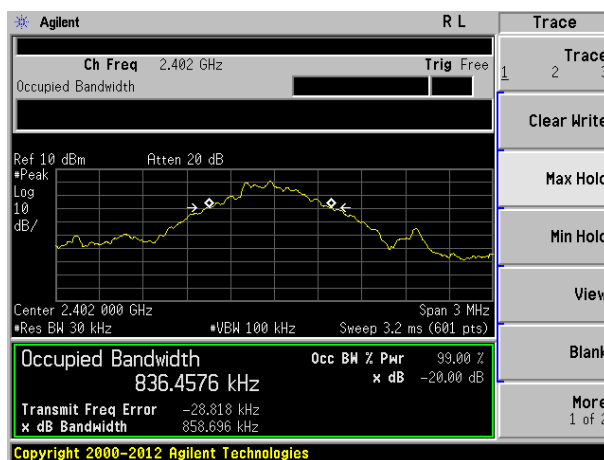 Agilent R L Trace
Ch Freq 2.402 GHz Trig Free
Occupied Bandwidth
Trace
1 2 3
Clear Write
Max Hold
Min Hold
View
Blank
More
1 of 2
Ref 10 dBm Atten 20 dB
#Peak
Log
10
dB/
Center 2.402 000 GHz Span 3 MHz
#Res BW 30 kHz #VBW 100 kHz Sweep 3.2 ms (601 pts)
Occupied Bandwidth Occ BW % Pwr 99.00 %
836.4576 kHz x dB -20.00 dB
Transmit Freq Error -28.818 kHz
x dB Bandwidth 858.696 kHz
Copyright 2000-2012 Agilent Technologies